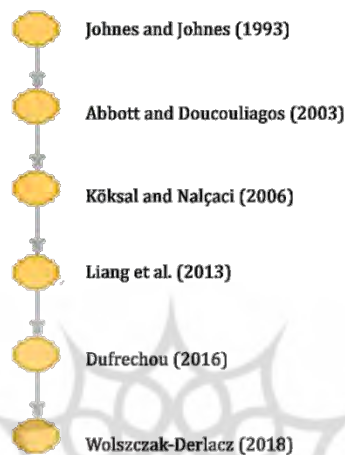 Johnes and Johnes (1993)
Abbott and Doucouliagos (2003)
Köksal and Nalçaci (2006)
Liang et al. (2013)
Dufrechou (2016)
Wolszczak-Derlacz (2018)